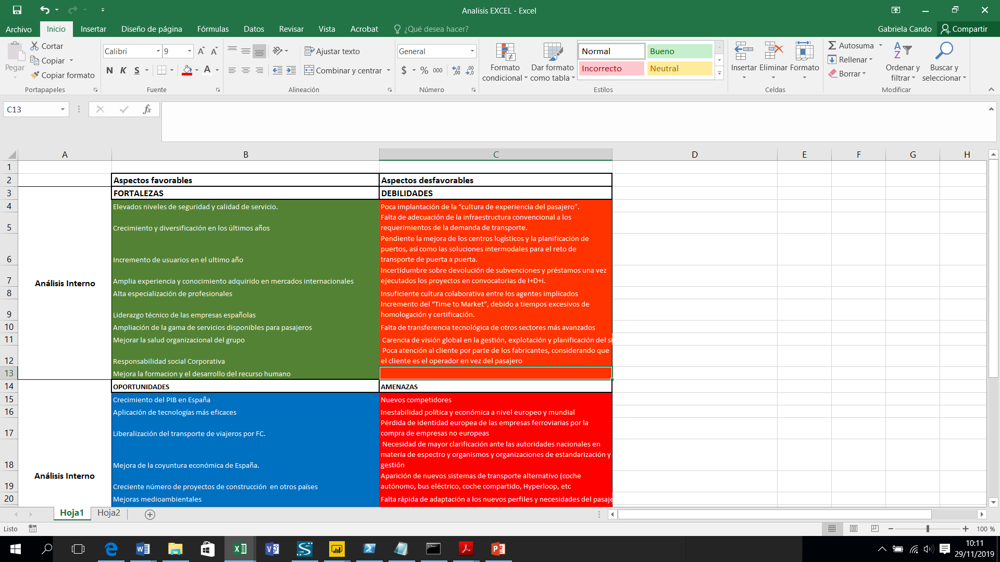 Analisis EXCEL - Excel
Archivo Inicio Insertar Diseño de página Fórmulas Datos Revisar Vista Acrobat ¿Qué desea hacer? Gabriela Cando Compartir
Pegar
Cortar
Copiar
Copiar formato
Portapapeles
Calibri 9
N K S
Fuente
Ajustar texto
Combinar y centrar
Alineación
General
$ % 000
Número
Formato condicional
Dar formato como tabla
Normal Bueno
Incorrecto Neutral
Estilos
Insertar Eliminar Formato
Celdas
Autosuma
Rellenar
Borrar
Ordenar y filtrar
Buscar y seleccionar
Modificar
C13 fx
A B C D E F G H
1
2 Aspectos favorables Aspectos desfavorables
3 FORTALEZAS DEBILIDADES
4 Elevados niveles de seguridad y calidad de servicio. Poca implantación de la “cultura de experiencia del pasajero”.
Falta de adecuación de la infraestructura convencional a los
5 Crecimiento y diversificación en los últimos años requerimientos de la demanda de transporte.
Pendiente la mejora de los centros logísticos y la planificación de
puertos, así como las soluciones intermodales para el reto de
6 Incremento de usuarios en el ultimo año transporte de puerta a puerta.
Incertidumbre sobre devolución de subvenciones y préstamos una vez
7 Amplia experiencia y conocimiento adquirido en mercados internacionales ejecutados los proyectos en convocatorias de I+D+i.
Análisis Interno
8 Alta especialización de profesionales Insuficiente cultura colaborativa entre los agentes implicados
Incremento del “Time to Market”, debido a tiempos excesivos de
9 Liderazgo técnico de las empresas españolas homologación y certificación.
10 Ampliación de la gama de servicios disponibles para pasajeros Falta de transferencia tecnológica de otros sectores más avanzados
11 Mejorar la salud organizacional del grupo Carencia de visión global en la gestión, explotación y planificación del si
Poca atención al cliente por parte de los fabricantes, considerando que
12 Responsabilidad social Corporativa el cliente es el operador en vez del pasajero
13 Mejora la formacion y el desarrollo del recurso humano
14 OPORTUNIDADES AMENAZAS
15 Crecimiento del PIB en España Nuevos competidores
16 Aplicación de tecnologías más eficaces Inestabilidad política y económica a nivel europeo y mundial
Pérdida de identidad europea de las empresas ferroviarias por la
17 Liberalización del transporte de viajeros por FC. compra de empresas no europeas
Necesidad de mayor clarificación ante las autoridades nacionales en
materia de espectro y organismos y organizaciones de estandarización y
18 Mejora de la coyuntura económica de España. gestión
Análisis Interno
Aparición de nuevos sistemas de transporte alternativo (coche
19 Creciente número de proyectos de construcción  en otros países autónomo, bus eléctrico, coche compartido, Hyperloop, etc
20 Mejoras medioambientales Falta rápida de adaptación a los nuevos perfiles y necesidades del pasaje
Hoja1 Hoja2
Listo 100 %
10:11
29/11/2019